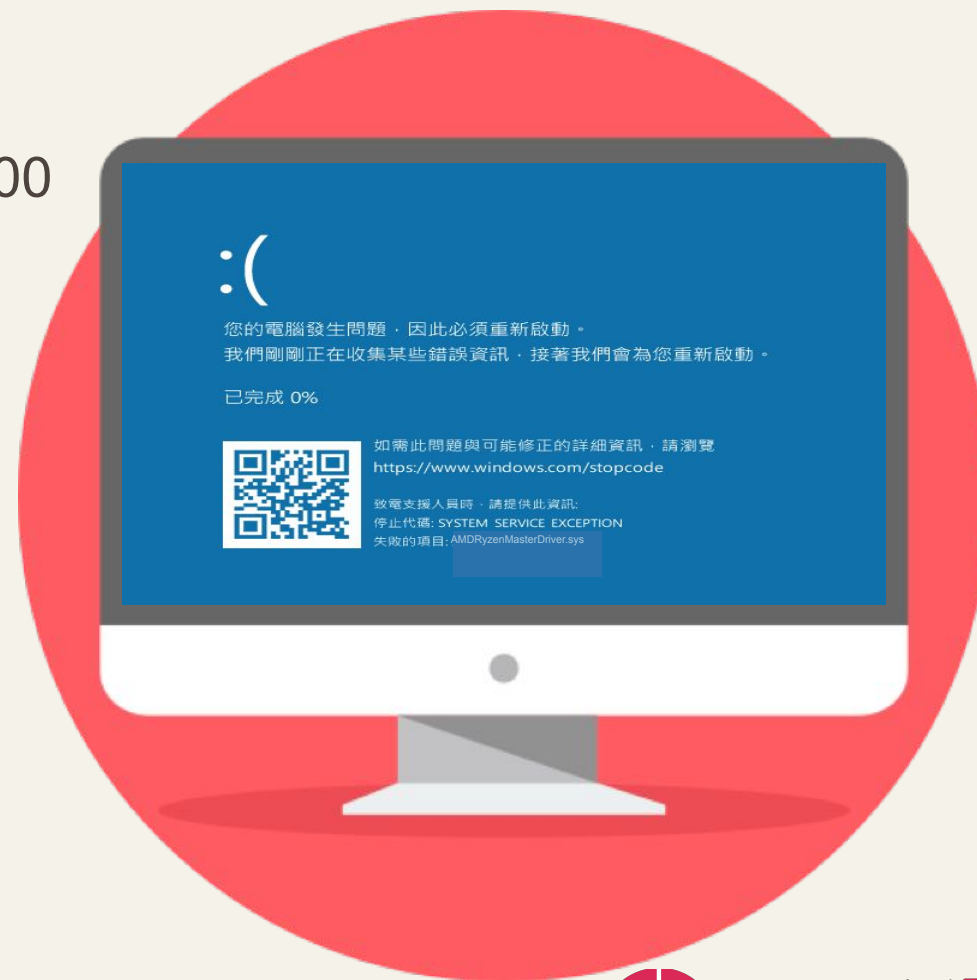 00
:(
您的電腦發生問題，因此必須重新啟動。
我們剛剛正在收集某些錯誤資訊，接著我們會為您重新啟動。
已完成 0%
如需此問題與可能修正的詳細資訊，請瀏覽
https://www.windows.com/stopcode
致電支援人員時，請提供此資訊:
停止代碼: SYSTEM SERVICE EXCEPTION
失敗的項目: AMDRyzenMasterDriver.sys